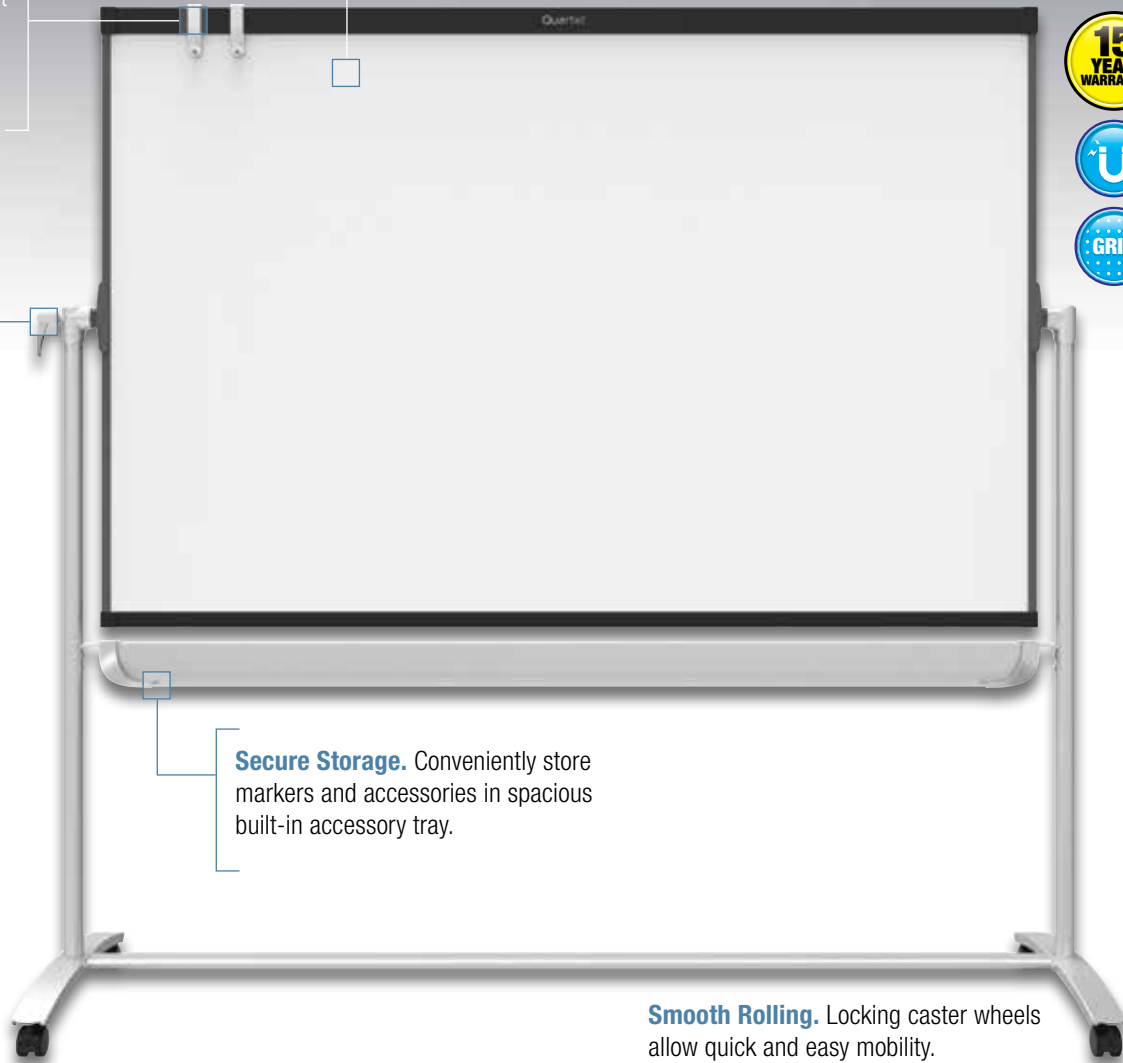 Quartet
15
YEA
WARRA
GRI
Secure Storage. Conveniently store
markers and accessories in spacious
built-in accessory tray.
Smooth Rolling. Locking caster wheels
allow quick and easy mobility.